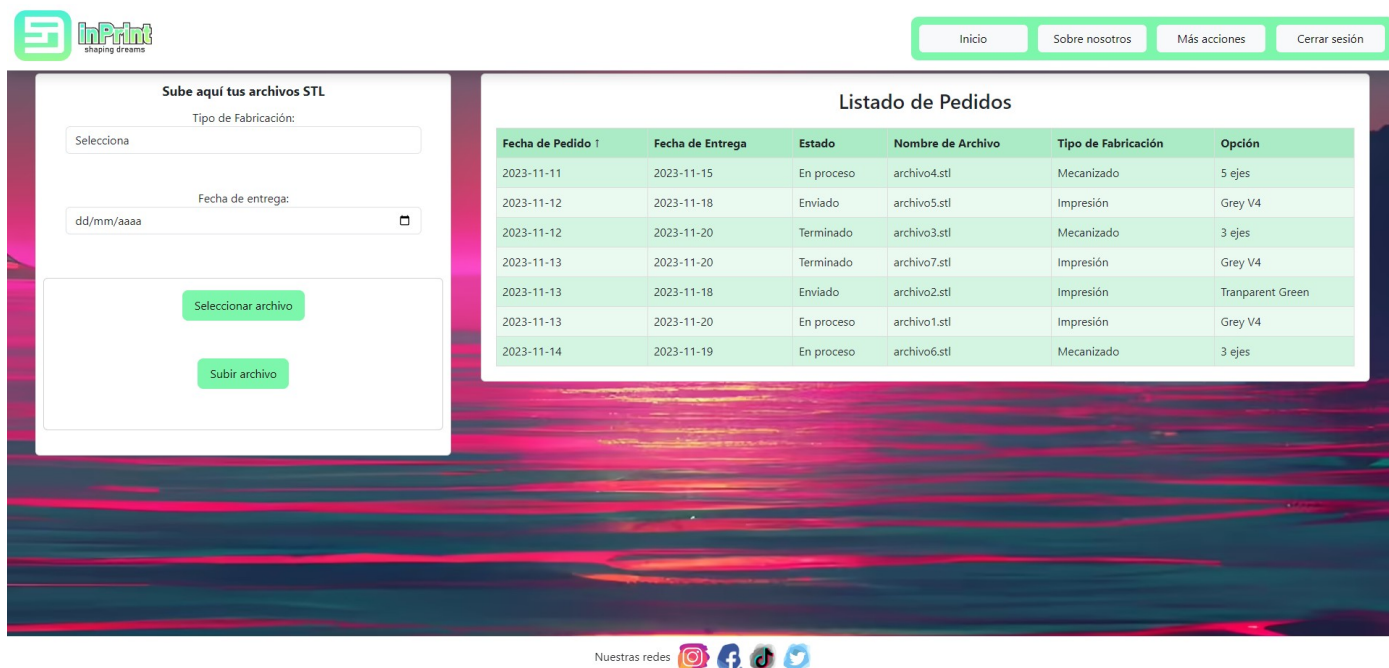 inPrint
shaping dreams
Inicio Sobre nosotros Más acciones Cerrar sesión
Sube aquí tus archivos STL
Tipo de Fabricación:
Selecciona
Fecha de entrega:
dd/mm/aaaa
Seleccionar archivo
Subir archivo
Listado de Pedidos
Fecha de Pedido ↑ Fecha de Entrega Estado Nombre de Archivo Tipo de Fabricación Opción
2023-11-11 2023-11-15 En proceso archivo4.stl Mecanizado 5 ejes
2023-11-12 2023-11-18 Enviado archivo5.stl Impresión Grey V4
2023-11-12 2023-11-20 Terminado archivo3.stl Mecanizado 3 ejes
2023-11-13 2023-11-20 Terminado archivo7.stl Impresión Grey V4
2023-11-13 2023-11-18 Enviado archivo2.stl Impresión Tranparent Green
2023-11-13 2023-11-20 En proceso archivo1.stl Impresión Grey V4
2023-11-14 2023-11-19 En proceso archivo6.stl Mecanizado 3 ejes
Nuestras redes